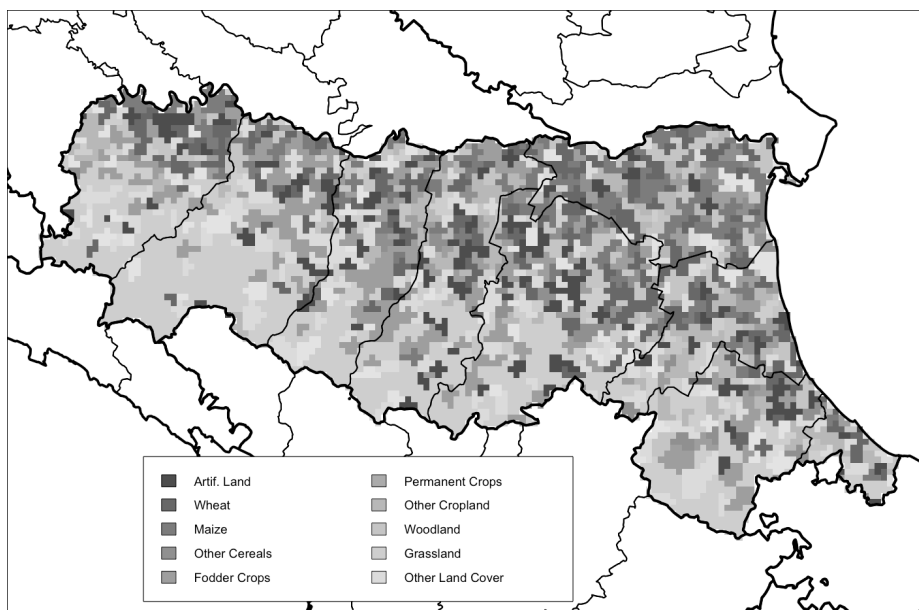 Artif. Land
Wheat
Maize
Other Cereals
Fodder Crops
Permanent Crops
Other Cropland
Woodland
Grassland
Other Land Cover